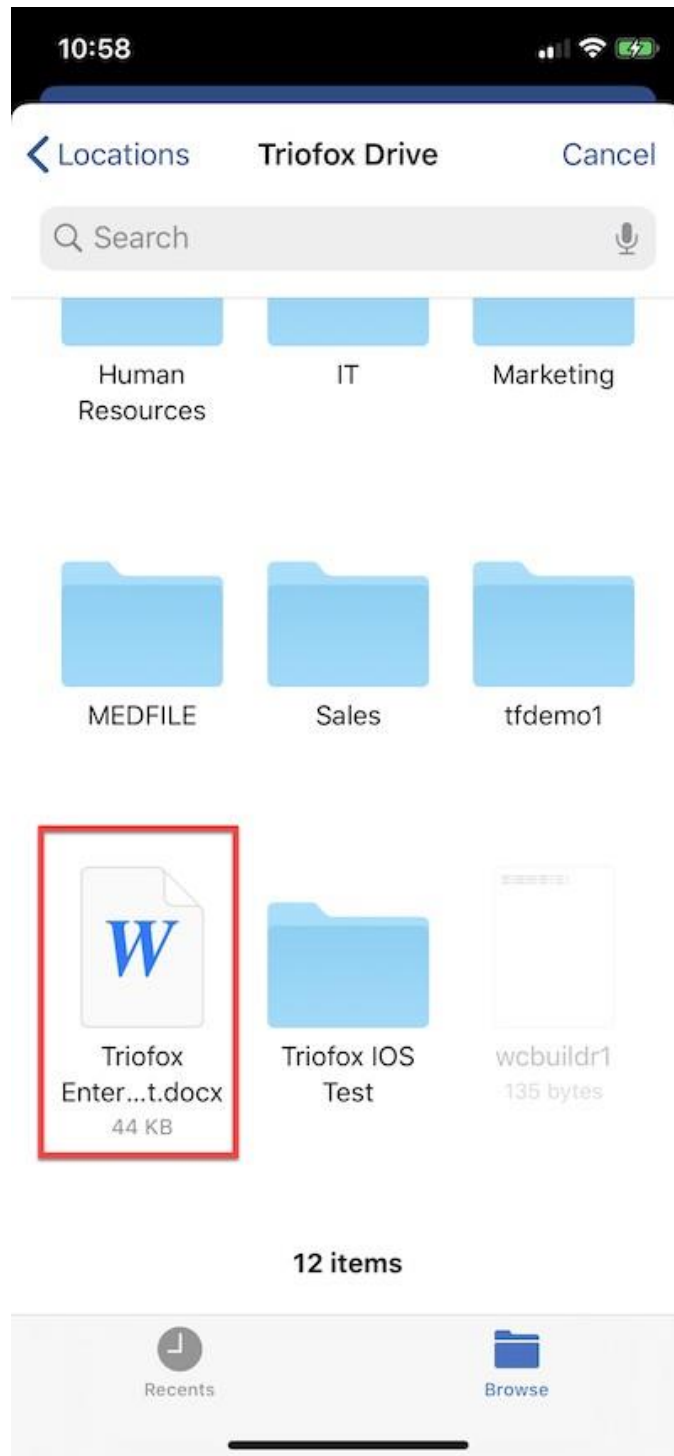 10:58
Locations
Triofox Drive
Cancel
Search
Human
Resources
IT
Marketing
MEDFILE
Sales
tfdemo1
W
Triofox
Enter...t.docx
44 KB
Triofox IOS
Test
wcbuildr1
135 bytes
12 items
Recents
Browse